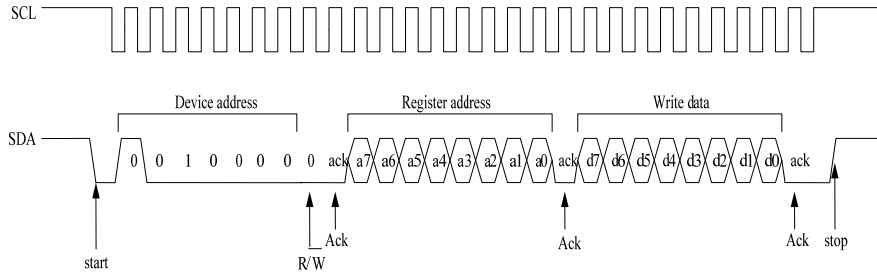 SCL
Device address Register address Write data
SDA
0 0 1 0 0 0 0 0 ack a7 a6 a5 a4 a3 a2 a1 a0 ack d7 d6 d5 d4 d3 d2 d1 d0 ack
start R/W Ack Ack Ack stop